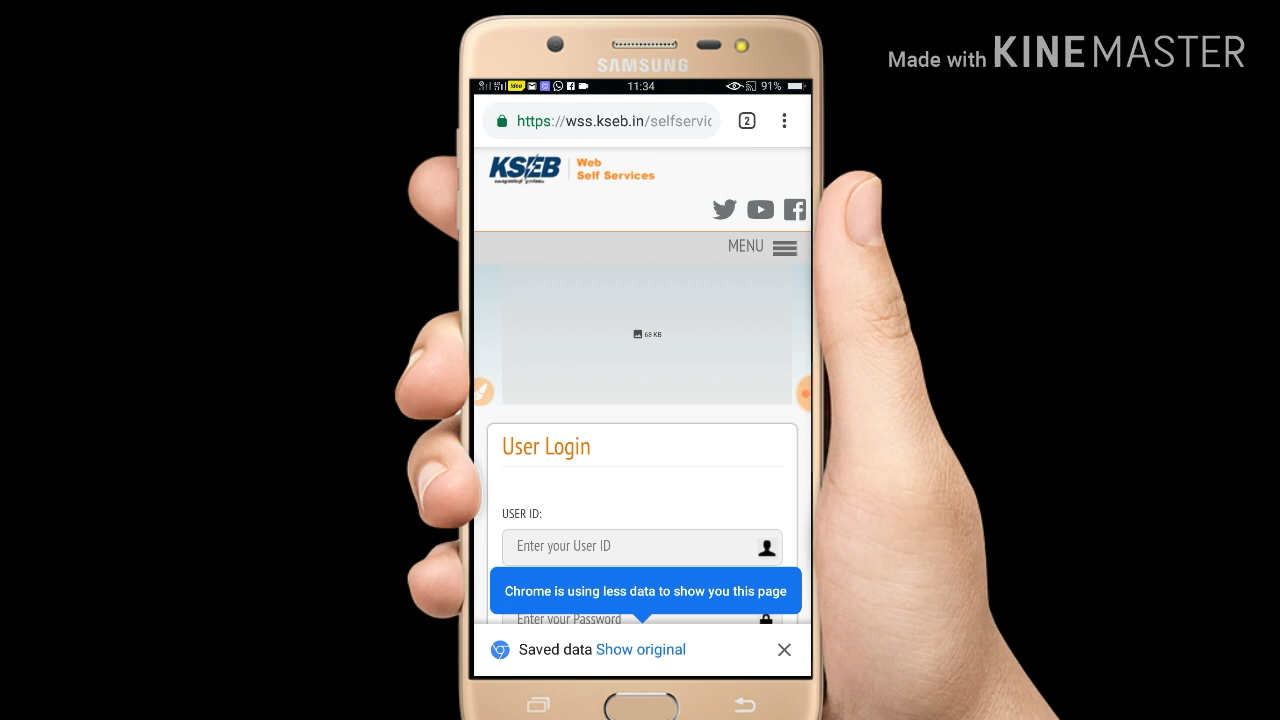 Made with KINEMASTER
SAMSUNG
idea
11:34
91%
https://wss.kseb.in/selfservic
2
KSEB
Web
Self Services
MENU
68 KB
User Login
USER ID:
Enter your User ID
Chrome is using less data to show you this page
Enter your Password
Saved data Show original